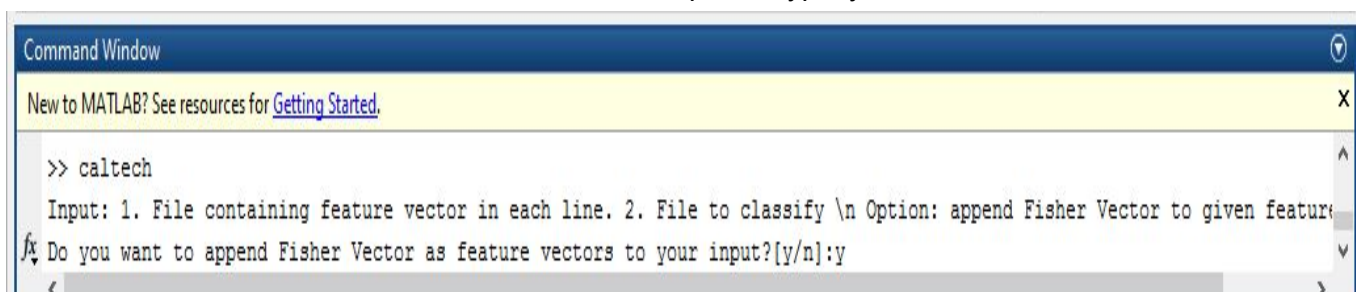 Command Window
New to MATLAB? See resources for Getting Started.
X
>> caltech
Input: 1. File containing feature vector in each line. 2. File to classify \n Option: append Fisher Vector to given feature
fx Do you want to append Fisher Vector as feature vectors to your input?[y/n]:y